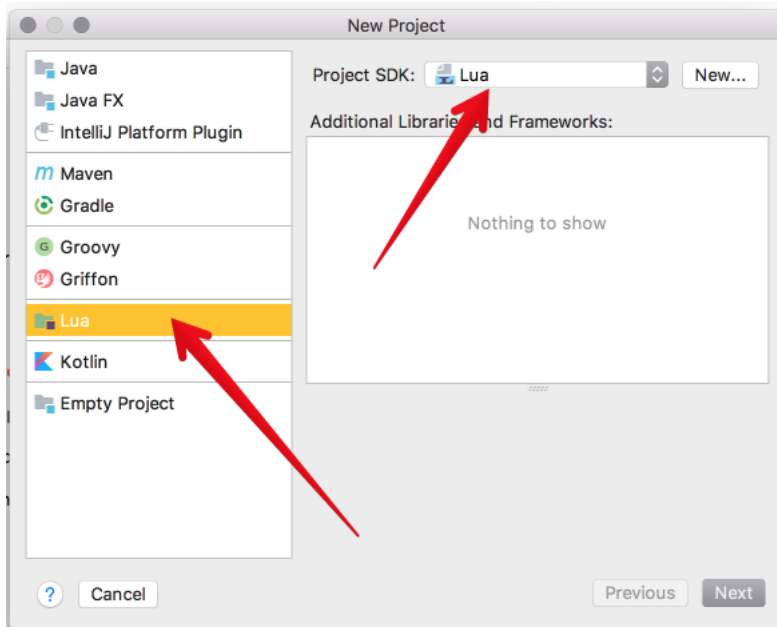 New Project
Java
Java FX
IntelliJ Platform Plugin
Maven
Gradle
Groovy
Griffon
Lua
Kotlin
Empty Project
Project SDK: Lua New...
Additional Libraries and Frameworks:
Nothing to show
? Cancel Previous Next